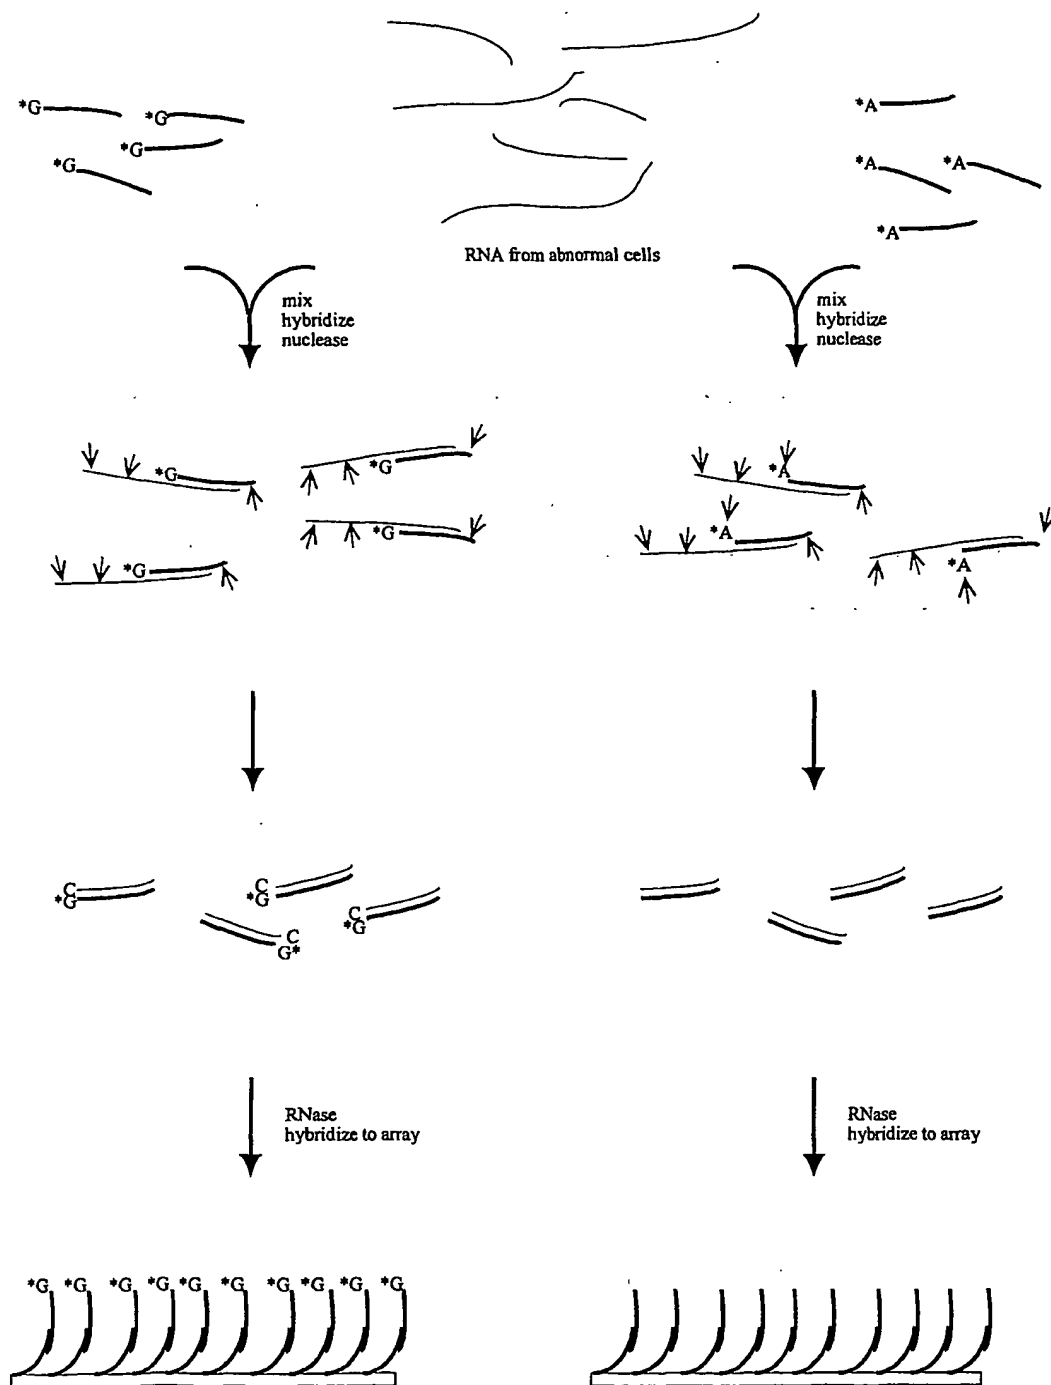 *G
*G
*G
*G
*A
*A
*A
*A
RNA from abnormal cells
mix
hybridize
nuclease
mix
hybridize
nuclease
*G
*G
*G
*G
*A
*A
*A
C
*G
C
*G
C
*G
C
G*
RNase
hybridize to array
RNase
hybridize to array
*G *G *G *G *G *G *G *G *G *G